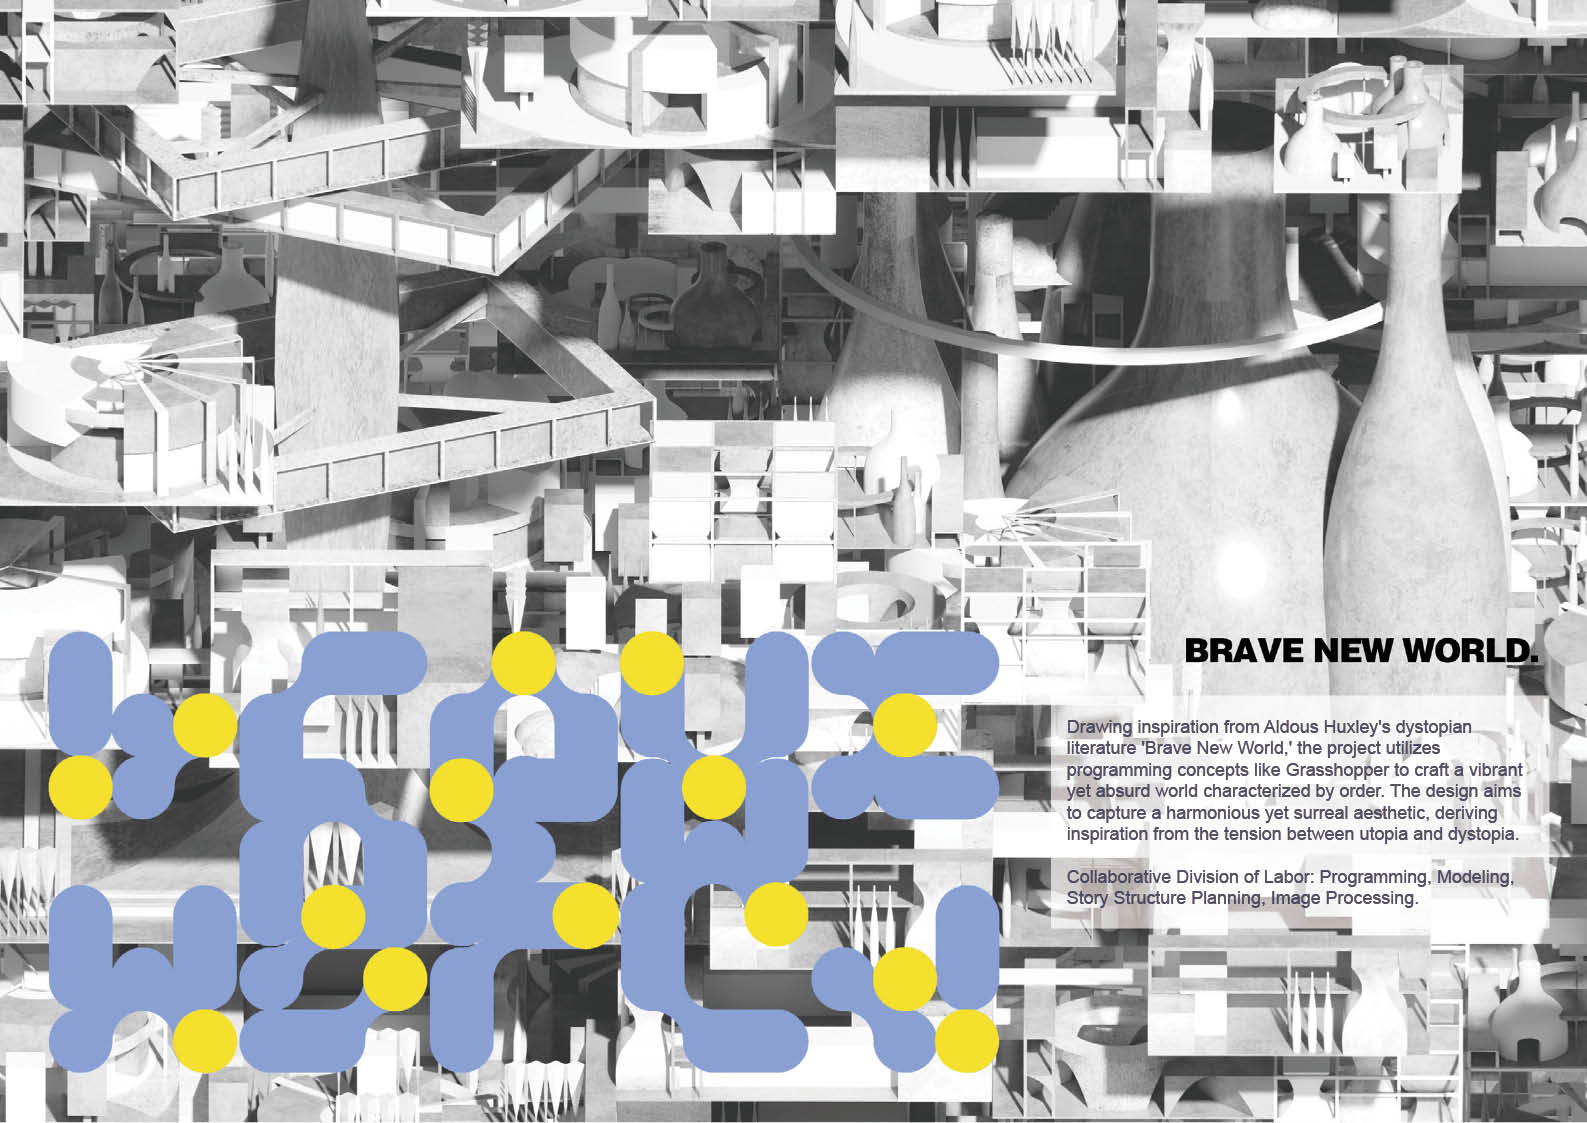 BRAVE NEW WORLD.
Drawing inspiration from Aldous Huxley's dystopian
literature 'Brave New World,' the project utilizes
programming concepts like Grasshopper to craft a vibrant
yet absurd world characterized by order. The design aims
to capture a harmonious yet surreal aesthetic, deriving
inspiration from the tension between utopia and dystopia.
Collaborative Division of Labor: Programming, Modeling,
Story Structure Planning, Image Processing.